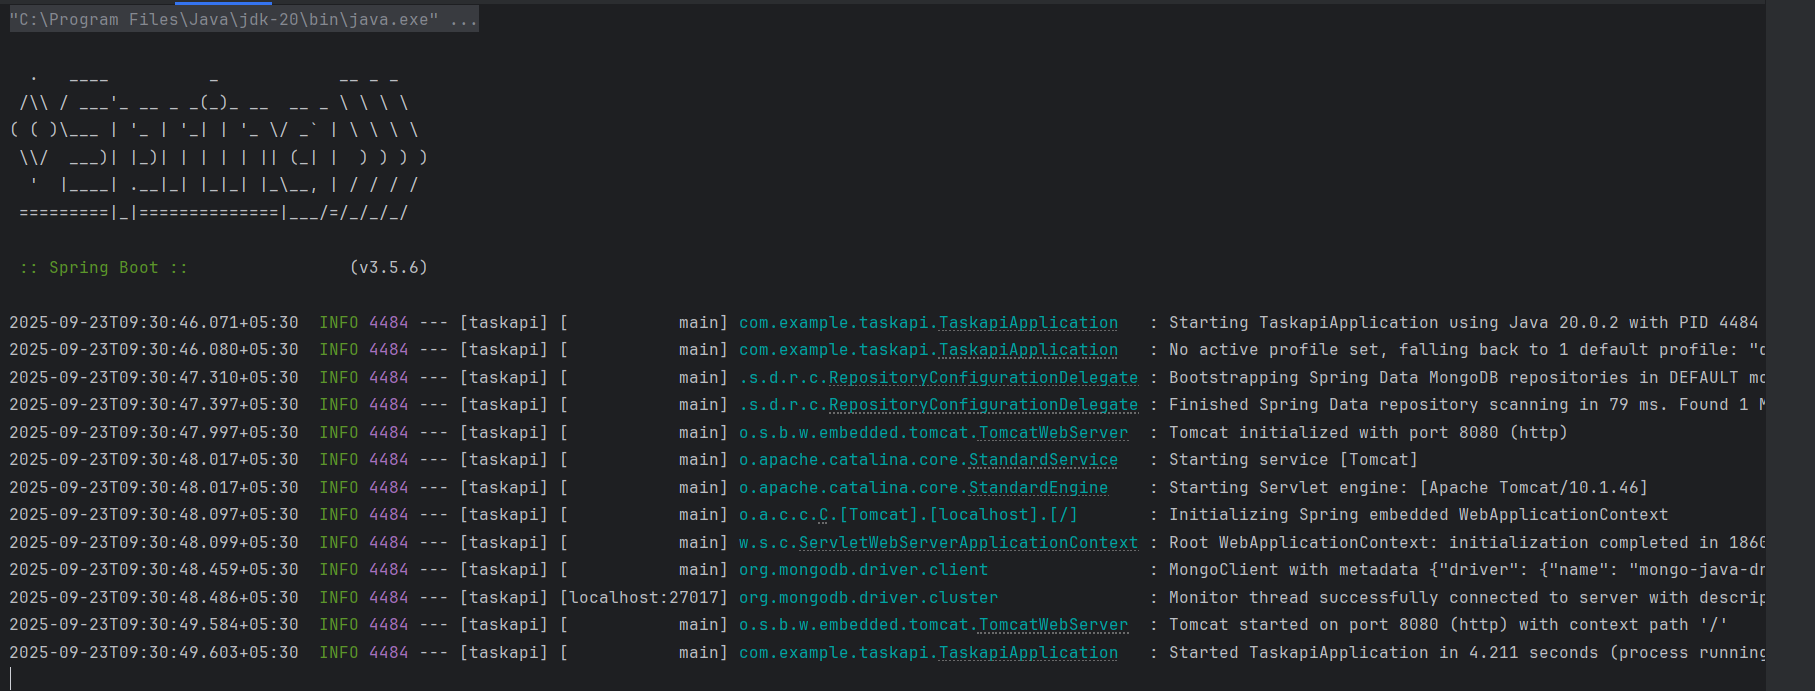 "C:\Program Files\Java\jdk-20\bin\java.exe" ...
  .   ____          _            __ _ _
 /\\ / ___'_ __ _ _(_)_ __  __ _ \ \ \ \
( ( )\___ | '_ | '_| | '_ \/ _` | \ \ \ \
 \\/  ___)| |_)| | | | | || (_| |  ) ) ) )
  '  |____| .__|_| |_|_| |_\__, | / / / /
 =========|_|==============|___/=/_/_/_/
 :: Spring Boot ::                (v3.5.6)
2025-09-23T09:30:46.071+05:30  INFO 4484 --- [taskapi] [           main] com.example.taskapi.TaskapiApplication   : Starting TaskapiApplication using Java 20.0.2 with PID 4484
2025-09-23T09:30:46.080+05:30  INFO 4484 --- [taskapi] [           main] com.example.taskapi.TaskapiApplication   : No active profile set, falling back to 1 default profile: "d
2025-09-23T09:30:47.310+05:30  INFO 4484 --- [taskapi] [           main] .s.d.r.c.RepositoryConfigurationDelegate : Bootstrapping Spring Data MongoDB repositories in DEFAULT mo
2025-09-23T09:30:47.397+05:30  INFO 4484 --- [taskapi] [           main] .s.d.r.c.RepositoryConfigurationDelegate : Finished Spring Data repository scanning in 79 ms. Found 1 M
2025-09-23T09:30:47.997+05:30  INFO 4484 --- [taskapi] [           main] o.s.b.w.embedded.tomcat.TomcatWebServer  : Tomcat initialized with port 8080 (http)
2025-09-23T09:30:48.017+05:30  INFO 4484 --- [taskapi] [           main] o.apache.catalina.core.StandardService   : Starting service [Tomcat]
2025-09-23T09:30:48.017+05:30  INFO 4484 --- [taskapi] [           main] o.apache.catalina.core.StandardEngine    : Starting Servlet engine: [Apache Tomcat/10.1.46]
2025-09-23T09:30:48.097+05:30  INFO 4484 --- [taskapi] [           main] o.a.c.c.C.[Tomcat].[localhost].[/]       : Initializing Spring embedded WebApplicationContext
2025-09-23T09:30:48.099+05:30  INFO 4484 --- [taskapi] [           main] w.s.c.ServletWebServerApplicationContext : Root WebApplicationContext: initialization completed in 1860
2025-09-23T09:30:48.459+05:30  INFO 4484 --- [taskapi] [           main] org.mongodb.driver.client                : MongoClient with metadata {"driver": {"name": "mongo-java-dr
2025-09-23T09:30:48.486+05:30  INFO 4484 --- [taskapi] [localhost:27017] org.mongodb.driver.cluster               : Monitor thread successfully connected to server with descrip
2025-09-23T09:30:49.584+05:30  INFO 4484 --- [taskapi] [           main] o.s.b.w.embedded.tomcat.TomcatWebServer  : Tomcat started on port 8080 (http) with context path '/'
2025-09-23T09:30:49.603+05:30  INFO 4484 --- [taskapi] [           main] com.example.taskapi.TaskapiApplication   : Started TaskapiApplication in 4.211 seconds (process running